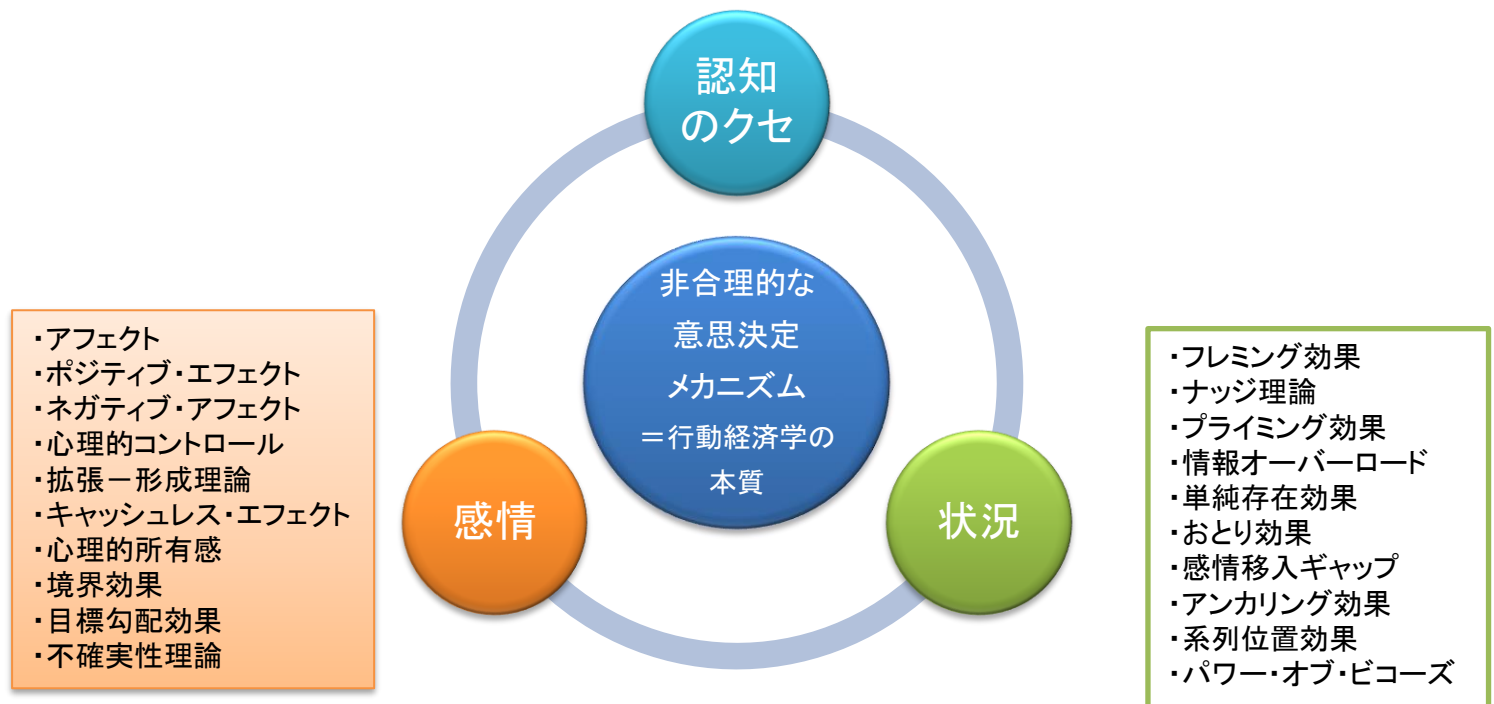 認知
のクセ
非合理的な
意思決定
メカニズム
＝行動経済学の
本質
感情
状況
・アフェクト
・ポジティブ・エフェクト
・ネガティブ・アフェクト
・心理的コントロール
・拡張－形成理論
・キャッシュレス・エフェクト
・心理的所有感
・境界効果
・目標勾配効果
・不確実性理論
・フレミング効果
・ナッジ理論
・プライミング効果
・情報オーバーロード
・単純存在効果
・おとり効果
・感情移入ギャップ
・アンカリング効果
・系列位置効果
・パワー・オブ・ビコーズ